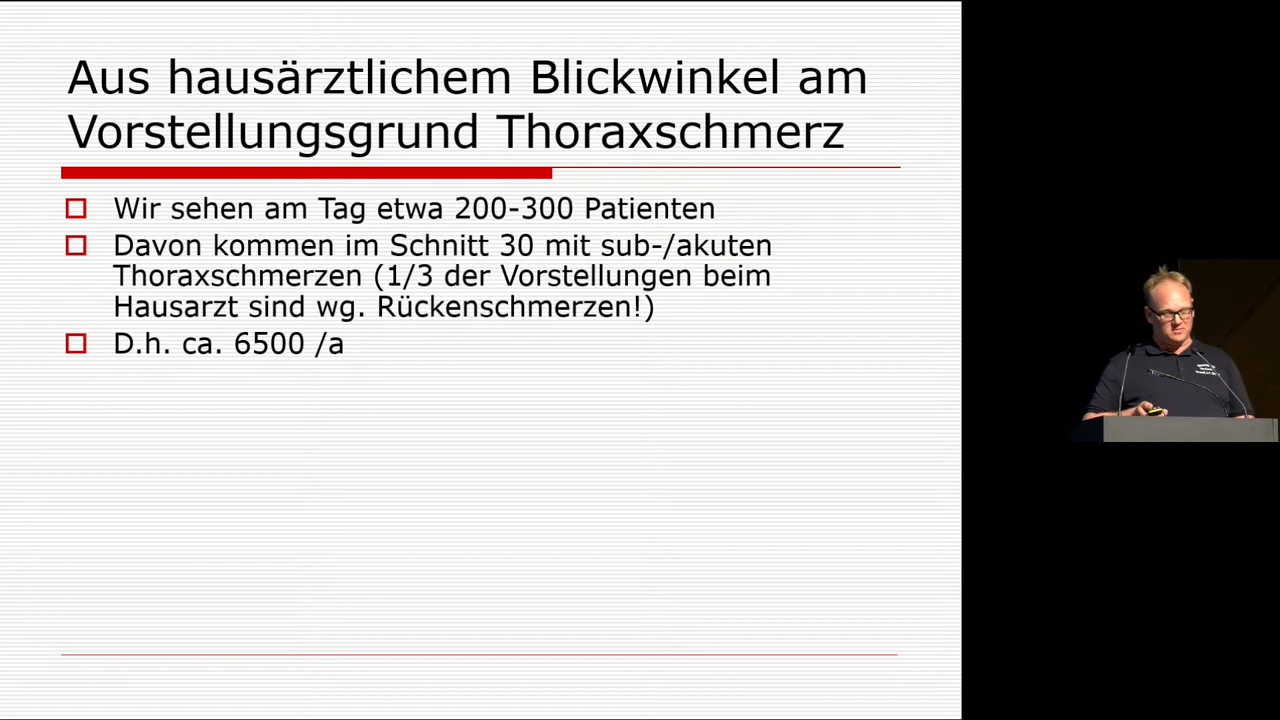 Aus hausärztlichem Blickwinkel am
Vorstellungsgrund Thoraxschmerz
Wir sehen am Tag etwa 200-300 Patienten
Davon kommen im Schnitt 30 mit sub-/akuten
Thoraxschmerzen (1/3 der Vorstellungen beim
Hausarzt sind wg. Rückenschmerzen!)
D.h. ca. 6500 /a